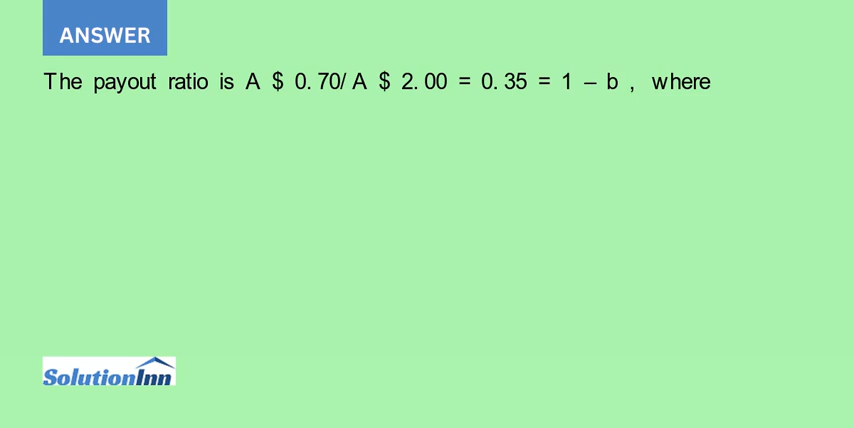 ANSWER
The payout ratio is A $ 0. 70/ A $ 2. 00 = 0. 35 = 1 – b , where
SolutionInn